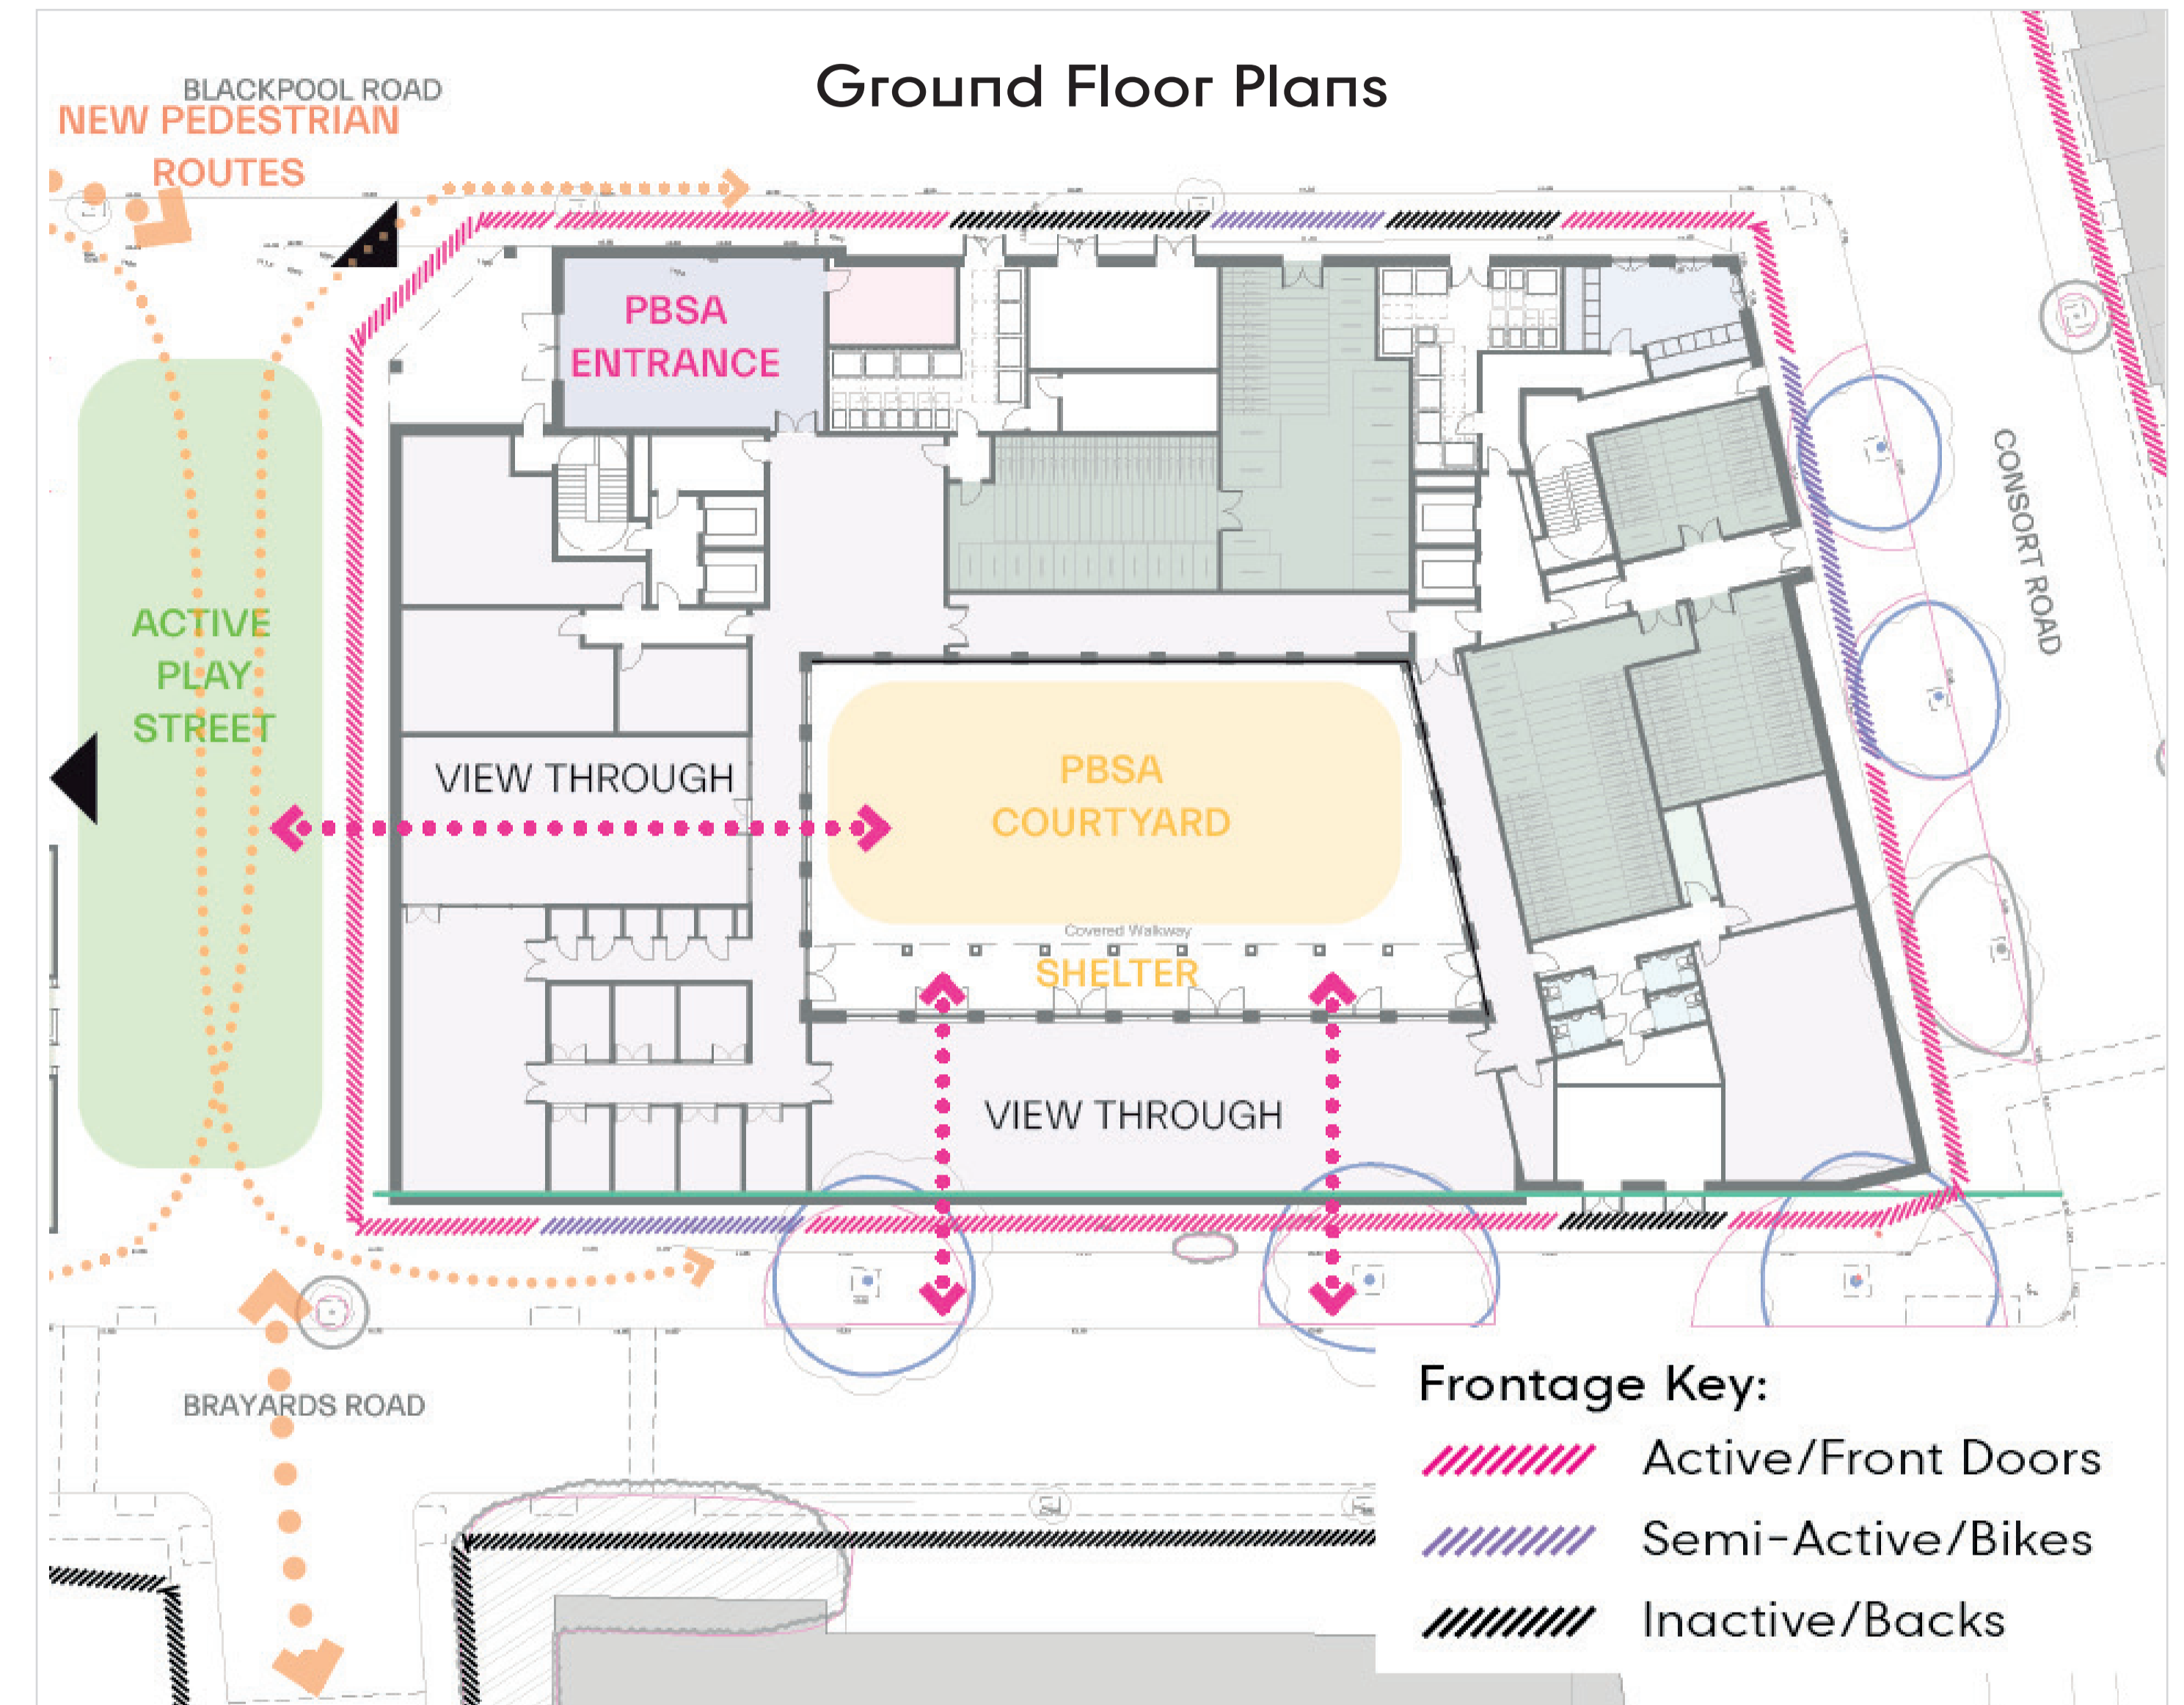 Ground Floor Plans
BLACKPOOL ROAD
NEW PEDESTRIAN
ROUTES
PBSA
ENTRANCE
ACTIVE
PLAY
STREET
CONSORT ROAD
VIEW THROUGH
PBSA
COURTYARD
Covered Walkway
SHELTER
VIEW THROUGH
BRAYARDS ROAD
Frontage Key:
Active/Front Doors
Semi-Active/Bikes
Inactive/Backs